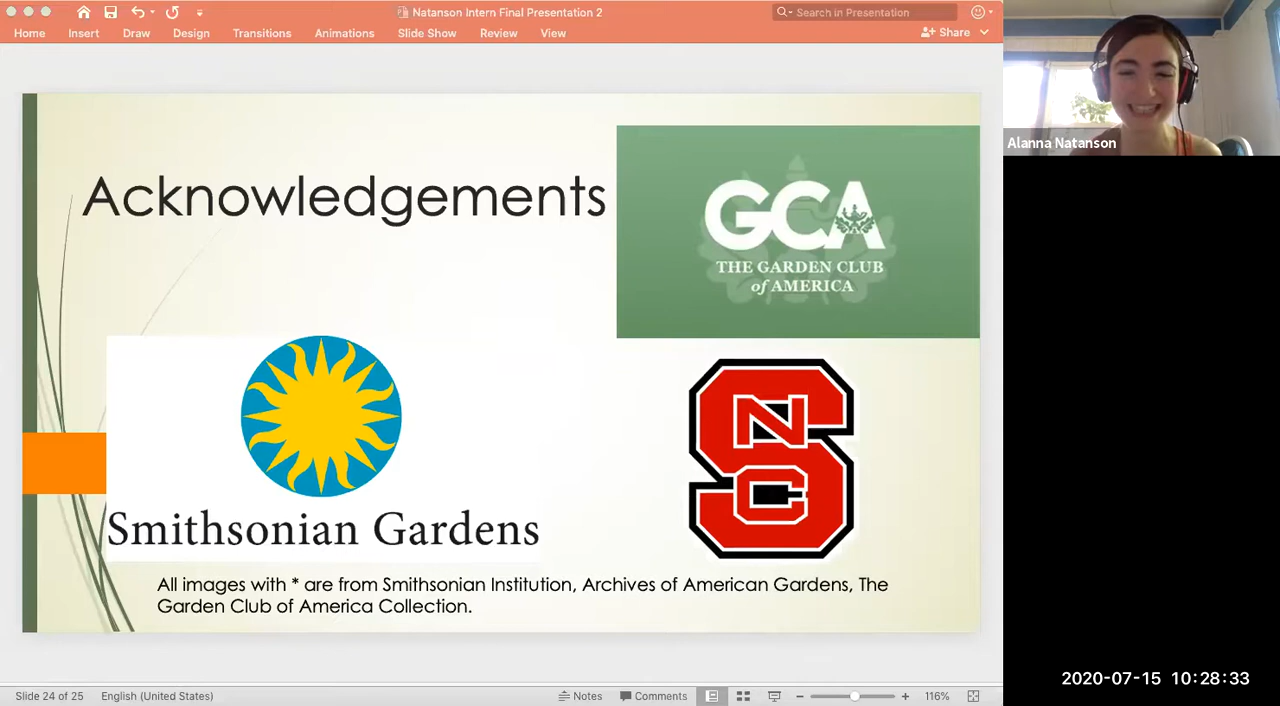 Natanson Intern Final Presentation 2
Search in Presentation
Home Insert Draw Design Transitions Animations Slide Show Review View
Share
Acknowledgements
GCA
THE GARDEN CLUB
of AMERICA
Alanna Natanson
NCS
Smithsonian Gardens
All images with * are from Smithsonian Institution, Archives of American Gardens, The
Garden Club of America Collection.
2020-07-15 10:28:33
Slide 24 of 25 English (United States) Notes Comments 116%